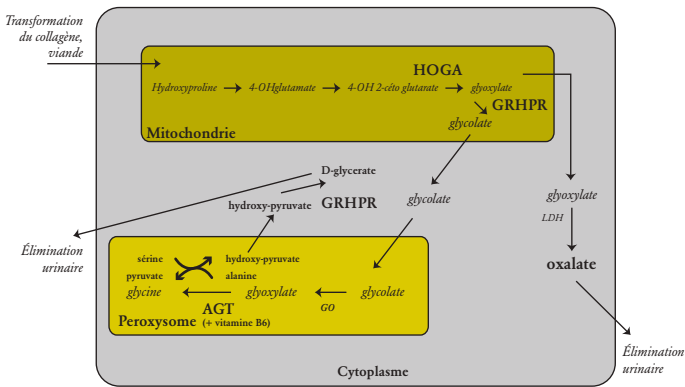 Transformation
du collagène,
viande
HOGA
Hydroxyproline 4-OHglutamate 4-OH 2-céto glutarate glyoxylate
GRHPR
glycolate
Mitochondrie
D-glycerate
hydroxy-pyruvate GRHPR
glycolate
glyoxylate
LDH
oxalate
Élimination
urinaire
sérine hydroxy-pyruvate
pyruvate alanine
glycine glyoxylate glycolate
AGT GO
Peroxysome (+ vitamine B6)
Cytoplasme
Élimination
urinaire